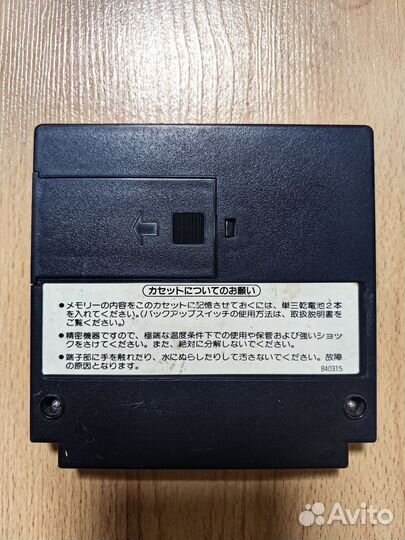 カセットについてのお願い
●メモリーの内容をこのカセットに記憶させておくには、単三乾電池2本
を入れてください。(バックアップスイッチの使用方法は、取扱説明書を
ご覧ください。)
●精密機器ですので、極端な温度条件下での使用や保管および強いショッ
クをさけてください。また、絶対に分解しないでください。
●端子部に手を触れたり、水にぬらしたりして汚さないでください。故障
の原因となります。
840315
Avito